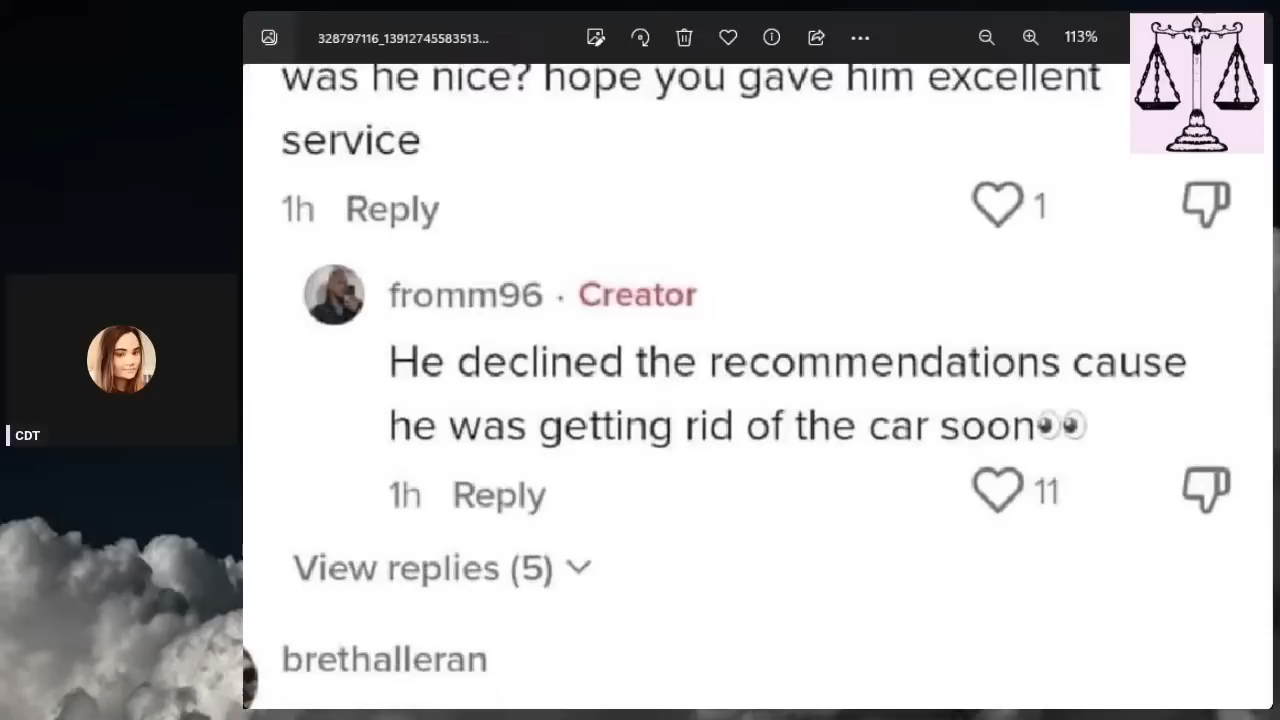 328797116_13912745583513...
113%
was he nice? hope you gave him excellent
service
1h Reply
1
fromm96 · Creator
He declined the recommendations cause
he was getting rid of the car soon👀
1h Reply
11
View replies (5)
brethalleran
CDT